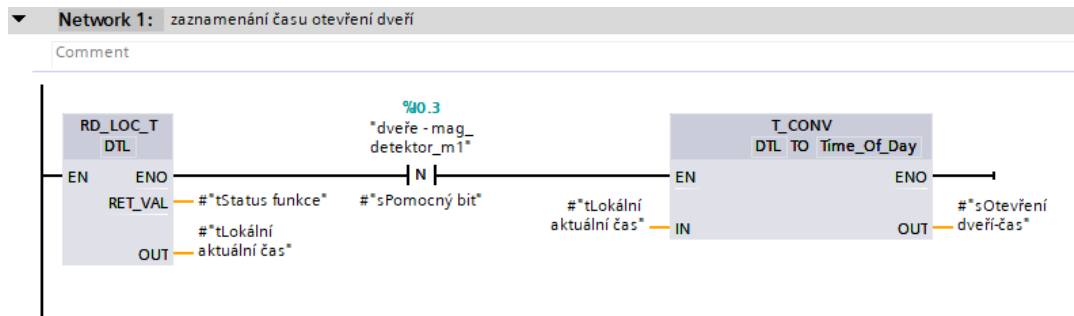 Network 1: zaznamenání času otevření dveří
Comment
RD_LOC_T
DTL
EN ENO
RET_VAL #"tStatus funkce"
OUT #"tLokální
aktuální čas"
%I0.3
"dveře - mag_
detektor_m1"
N
#"sPomocný bit"
T_CONV
DTL TO Time_Of_Day
EN ENO
#"tLokální
aktuální čas" IN
OUT #"sOtevření
dveří-čas"